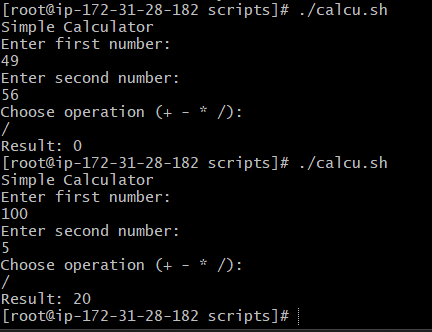 [root@ip-172-31-28-182 scripts]# ./calcu.sh
Simple Calculator
Enter first number:
49
Enter second number:
56
Choose operation (+ - * /):
/
Result: 0
[root@ip-172-31-28-182 scripts]# ./calcu.sh
Simple Calculator
Enter first number:
100
Enter second number:
5
Choose operation (+ - * /):
/
Result: 20
[root@ip-172-31-28-182 scripts]#